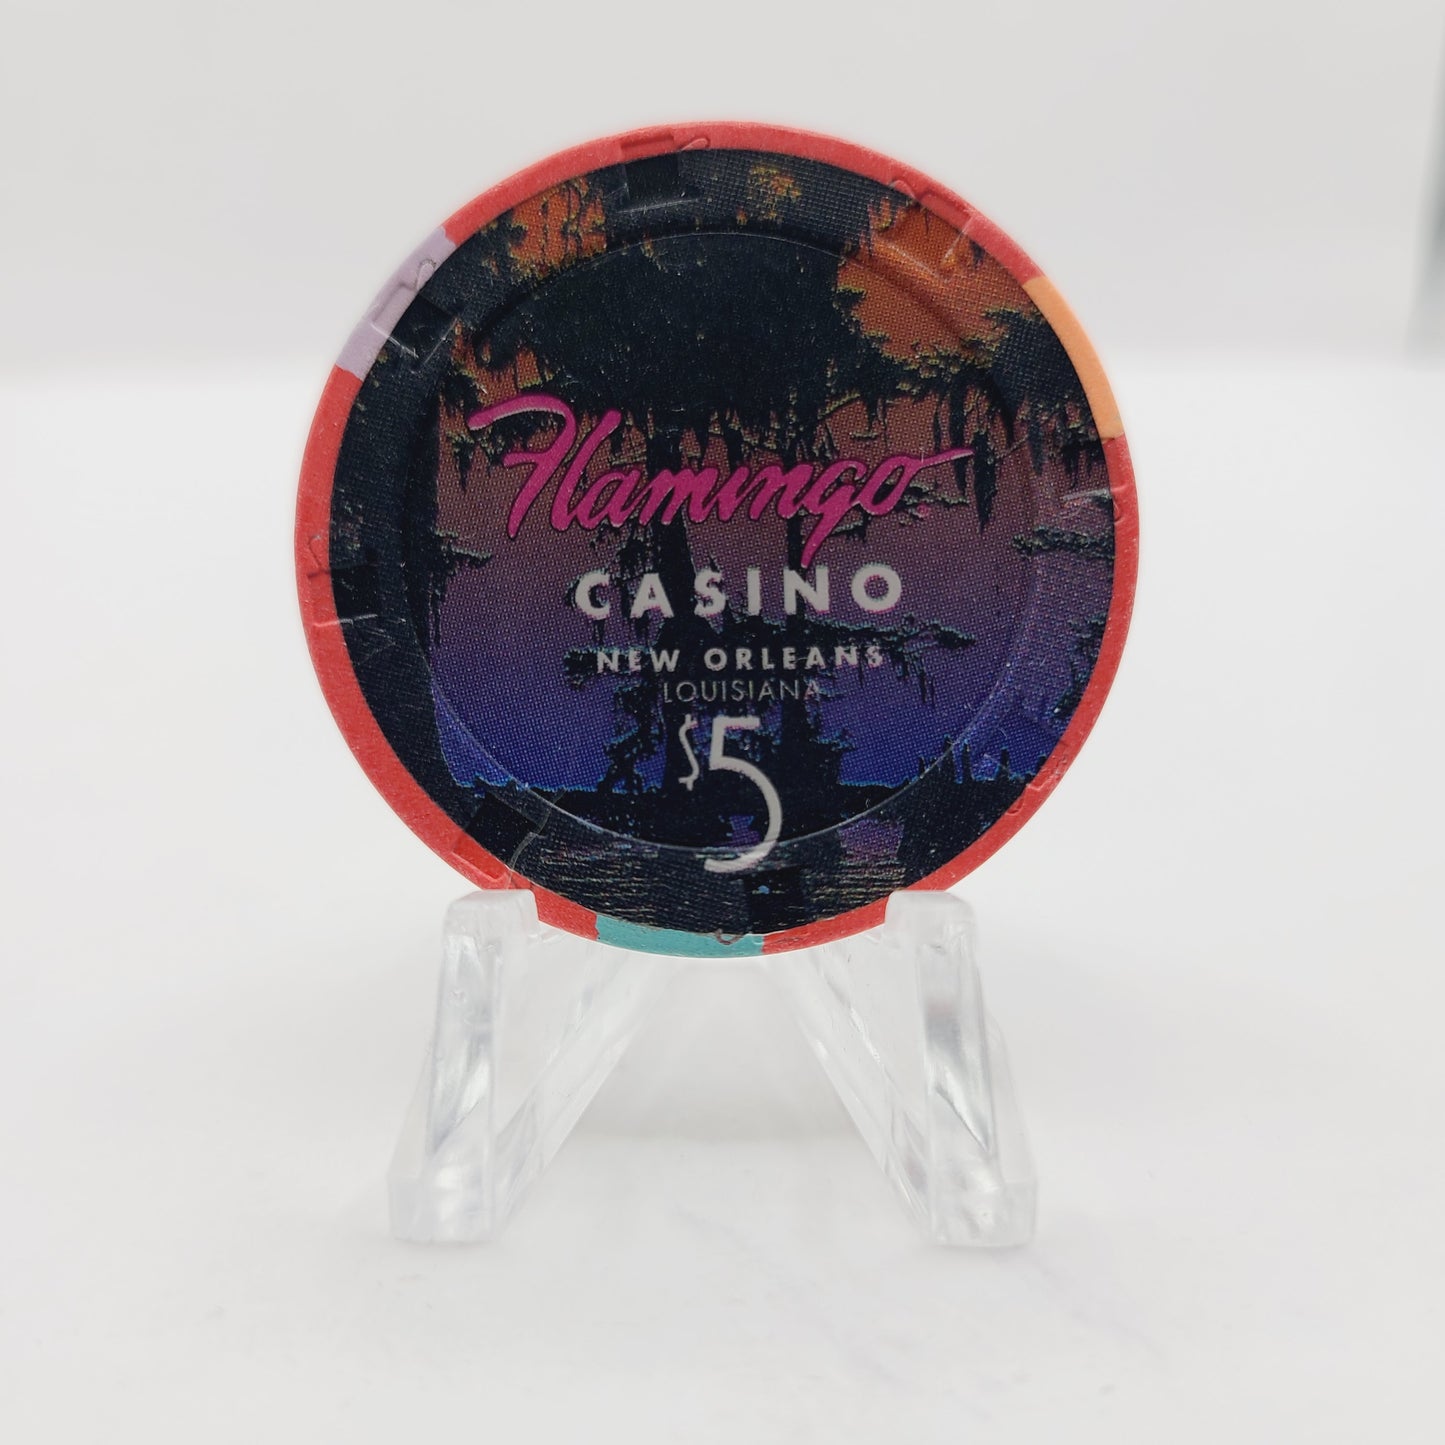 Flamingo
CASINO
NEW ORLEANS
LOUISIANA
$5